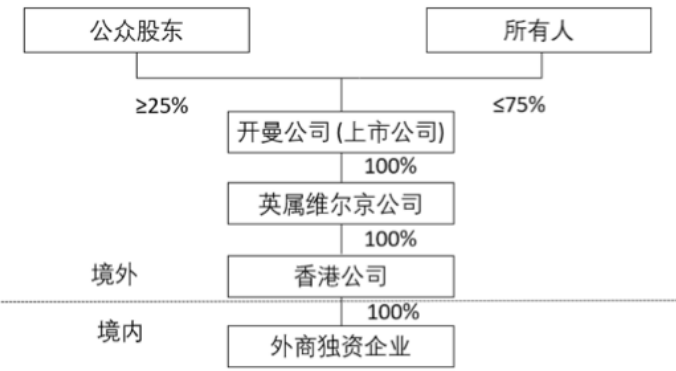 公众股东
所有人
≥25%
≤75%
开曼公司(上市公司)
100%
英属维尔京公司
100%
境外
香港公司
100%
境内
外商独资企业